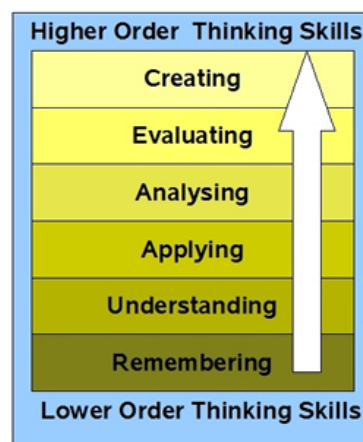 Higher Order Thinking Skills
Creating
Evaluating
Analysing
Applying
Understanding
Remembering
Lower Order Thinking Skills